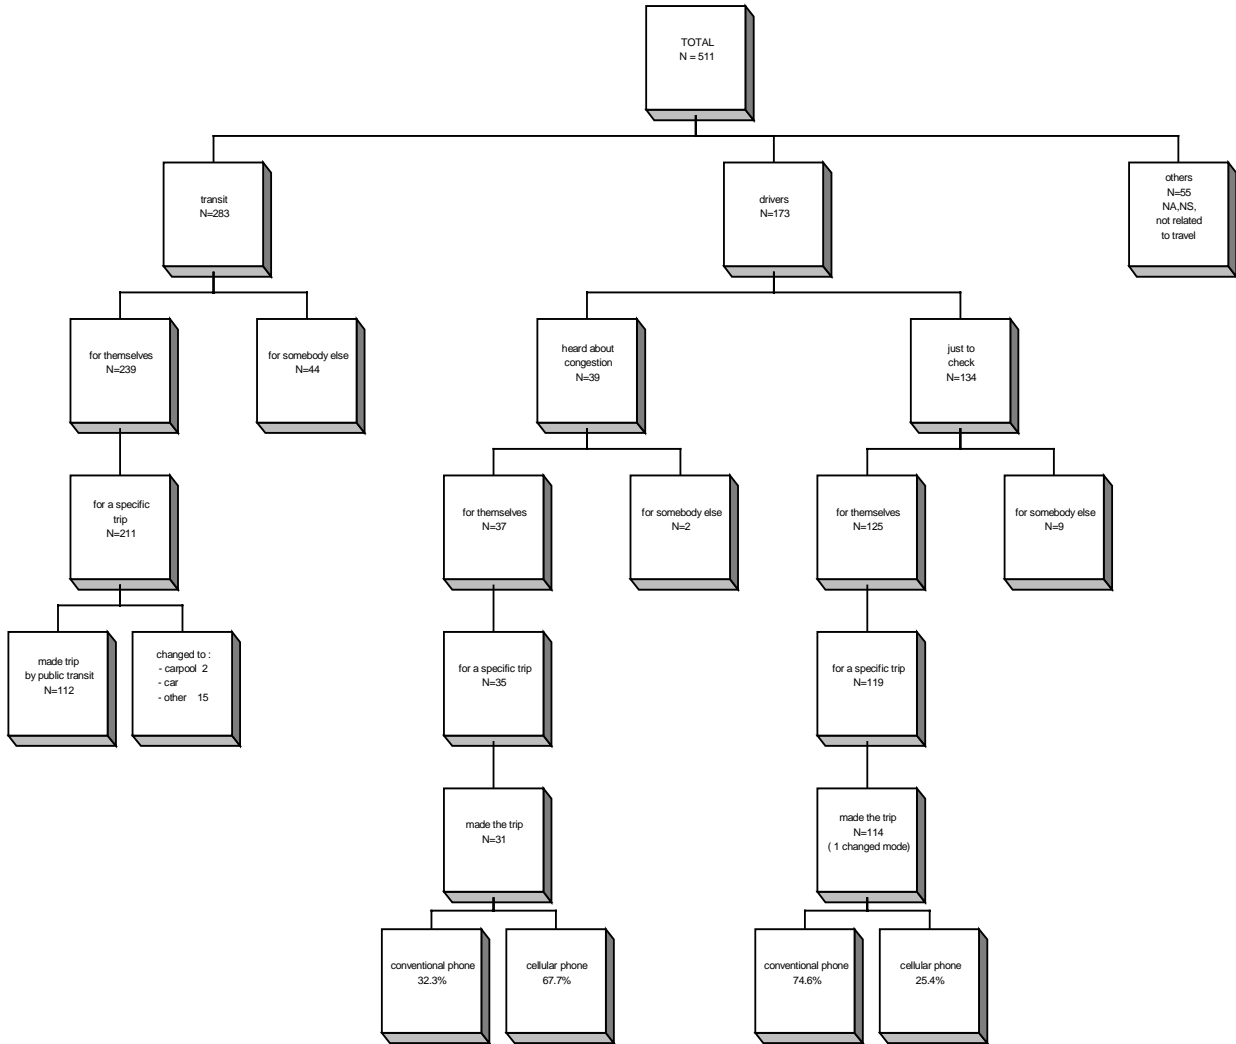 TOTAL
N = 511
transit
N=283
drivers
N=173
others
N=55
NA,NS,
not related
to travel
for themselves
N=239
for somebody else
N=44
heard about
congestion
N=39
just to
check
N=134
for a specific
trip
N=211
for themselves
N=37
for somebody else
N=2
for themselves
N=125
for somebody else
N=9
made trip
by public transit
N=112
changed to :
- carpool 2
- car
- other 15
for a specific trip
N=35
for a specific trip
N=119
made the trip
N=31
made the trip
N=114
( 1 changed mode)
conventional phone
32.3%
cellular phone
67.7%
conventional phone
74.6%
cellular phone
25.4%